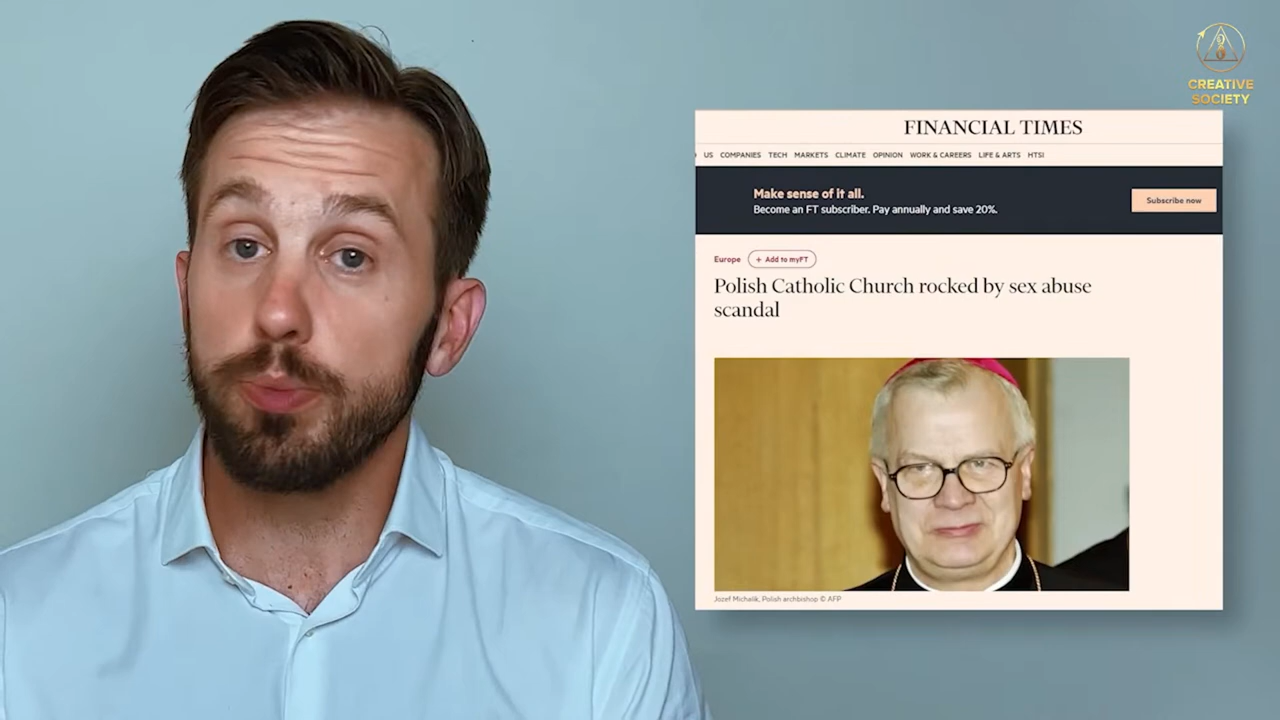 CREATIVE
SOCIETY
FINANCIAL TIMES
US COMPANIES TECH MARKETS CLIMATE OPINION WORK & CAREERS LIFE & ARTS HTSI
Make sense of it all.
Become an FT subscriber. Pay annually and save 20%.
Subscribe now
Europe + Add to myFT
Polish Catholic Church rocked by sex abuse
scandal
Jozef Michalik, Polish archbishop © AFP